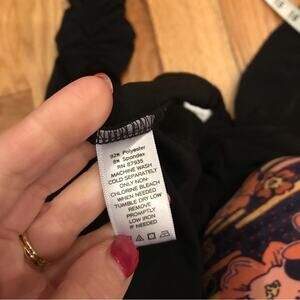 92% Polyester
8% Spandex
RN 87935
MACHINE WASH
COLD SEPARATELY
ONLY NON-
CHLORINE BLEACH
WHEN NEEDED
TUMBLE DRY LOW
REMOVE
PROMPTLY
LOW IRON
IF NEEDED